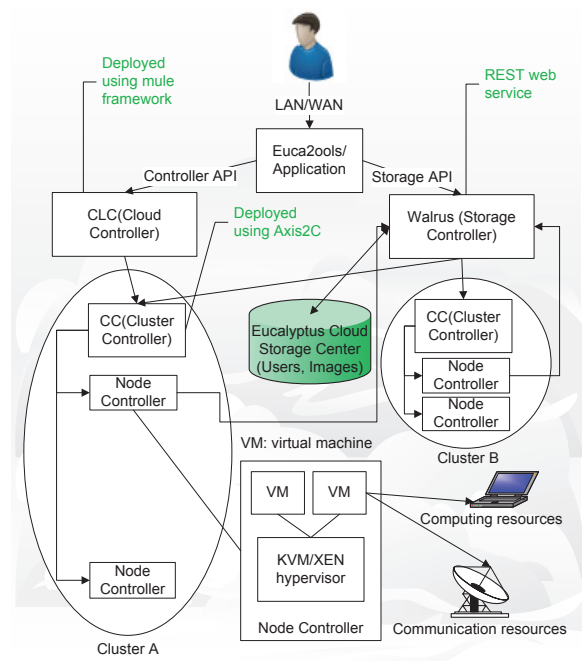 Deployed
using mule
framework
REST web
service
LAN/WAN
Euca2ools/
Application
Controller API
Storage API
CLC(Cloud
Controller)
Deployed
using Axis2C
Walrus (Storage
Controller)
CC(Cluster
Controller)
Eucalyptus Cloud
Storage Center
(Users, Images)
CC(Cluster
Controller)
Node
Controller
Node
Controller
Node
Controller
VM: virtual machine
Cluster B
VM
VM
Computing resources
KVM/XEN
hypervisor
Node
Controller
Node Controller
Communication resources
Cluster A